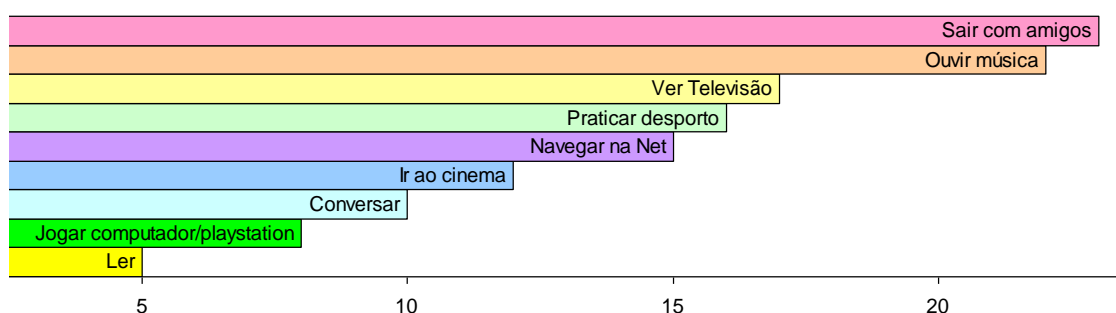 Sair com amigos
Ouvir música
Ver Televisão
Praticar desporto
Navegar na Net
Ir ao cinema
Conversar
Jogar computador/playstation
Ler
5 10 15 20